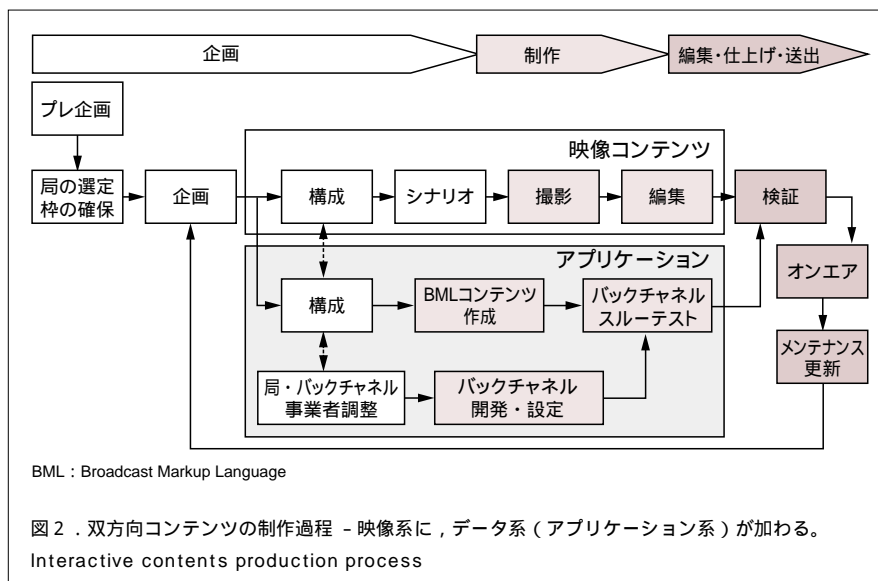 企画
制作
編集・仕上げ・送出
プレ企画
局の選定
枠の確保
企画
映像コンテンツ
構成
シナリオ
撮影
編集
検証
オンエア
メンテナンス
更新
アプリケーション
構成
BMLコンテンツ
作成
バックチャネル
スルーテスト
局・バックチャネル
事業者調整
バックチャネル
開発・設定
BML：Broadcast Markup Language
図２．双方向コンテンツの制作過程 － 映像系に，データ系（アプリケーション系）が加わる。
Interactive contents production process